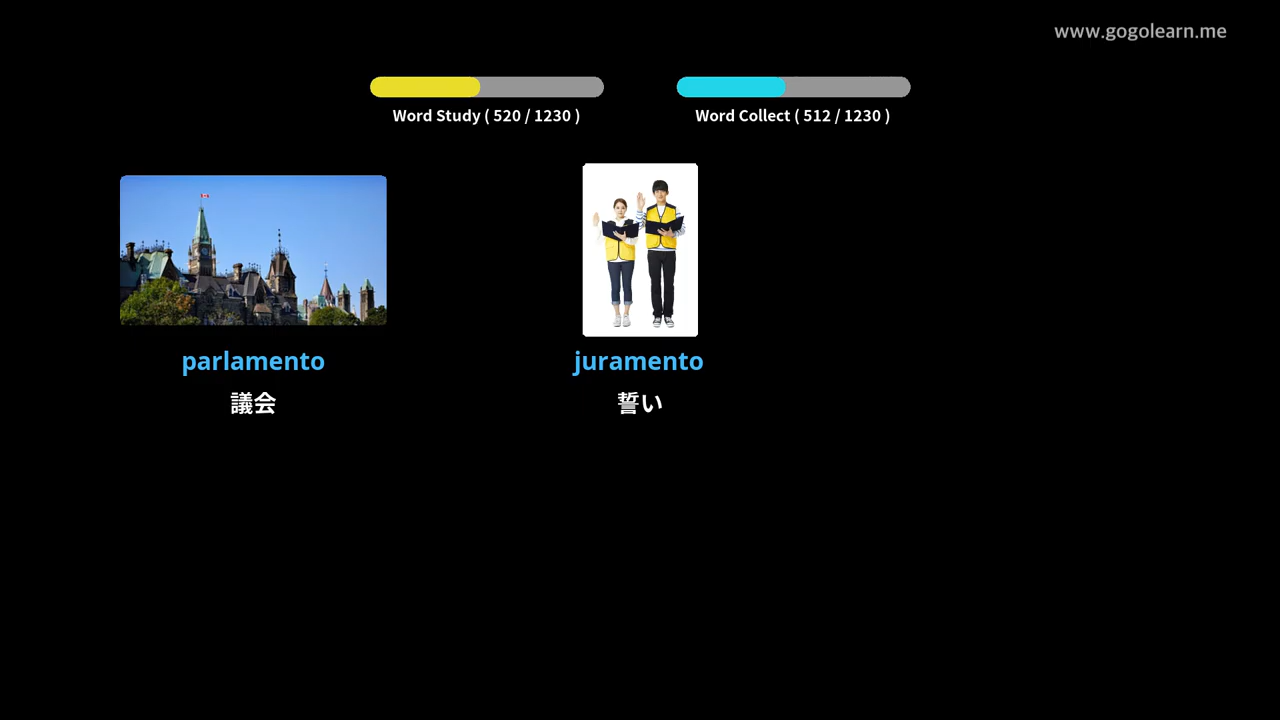 www.gogolearn.me
Word Study ( 520 / 1230 )
Word Collect ( 512 / 1230 )
parlamento
議会
juramento
誓い